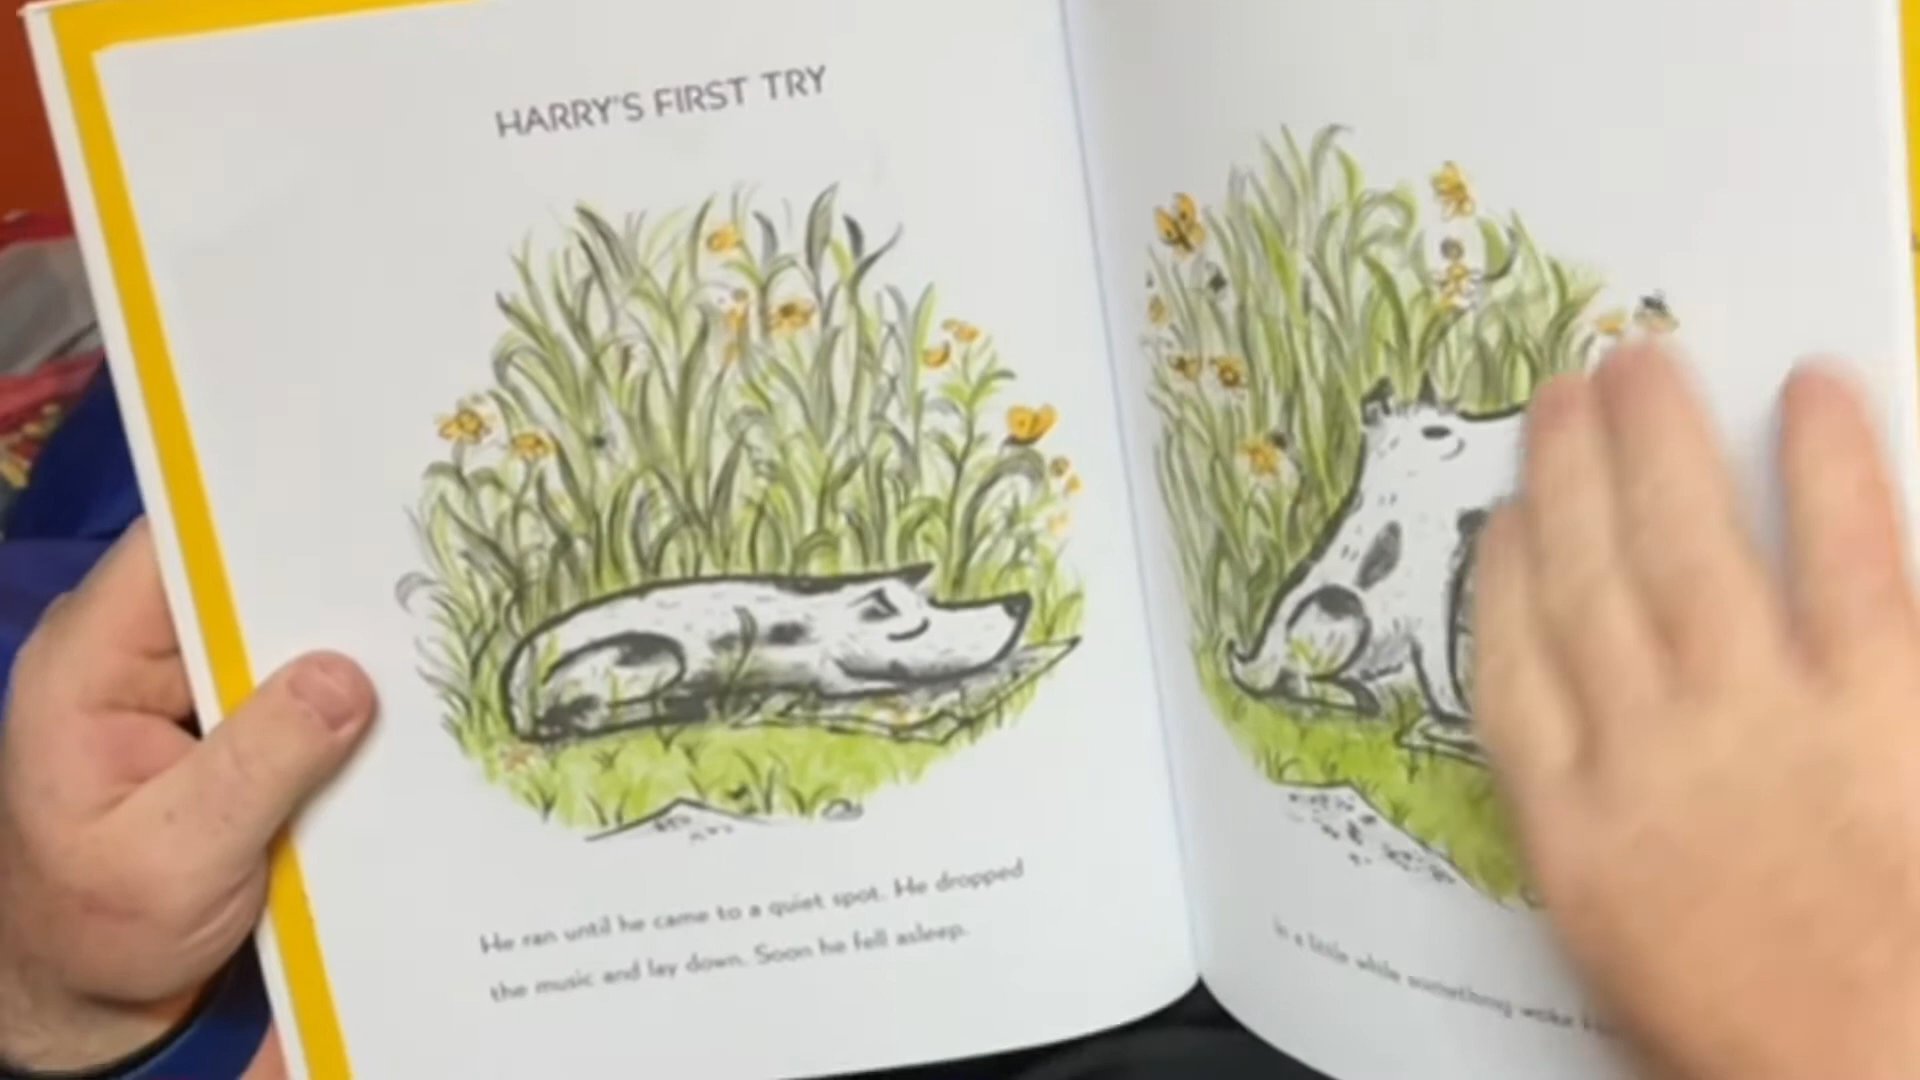 HARRY'S FIRST TRY
He ran until he came to a quiet spot. He dropped
the music and lay down. Soon he fell asleep.
In a little while something woke